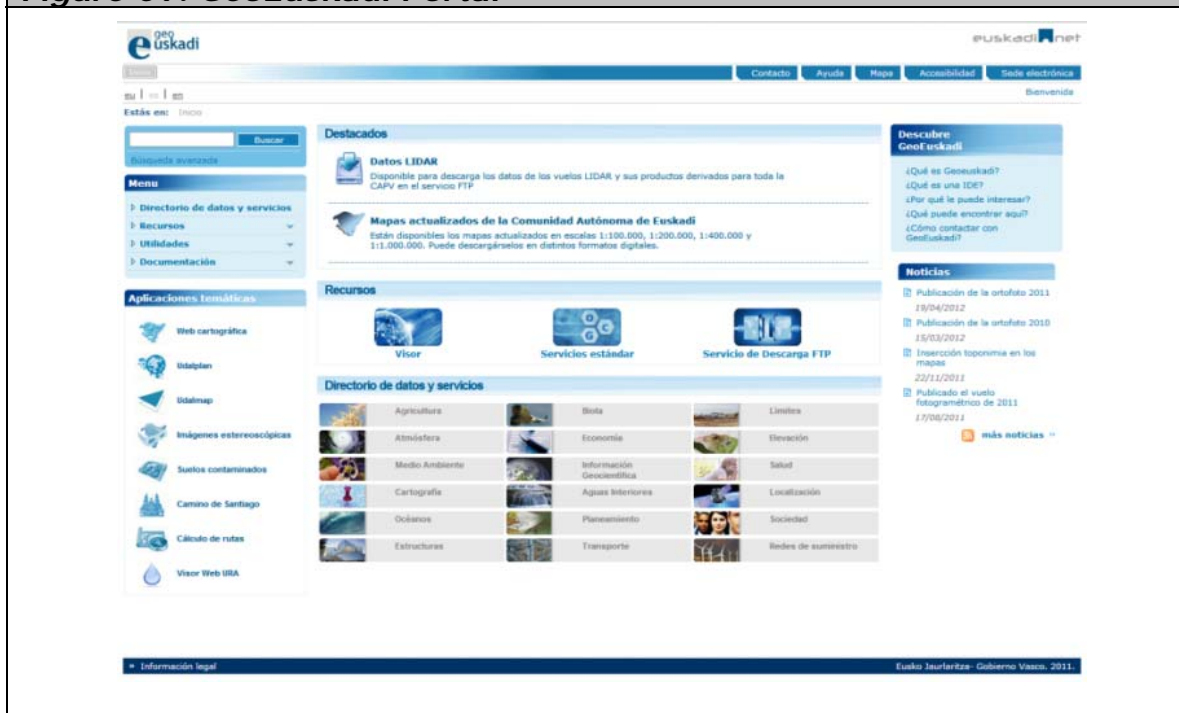 geo
euskadi
euskadi net
Contacto Ayuda Mapa Accesibilidad Sede electrónica
eu | es | en
Bienvenida
Estás en: Inicio
Buscar
Búsqueda avanzada
Menu
Directorio de datos y servicios
Recursos
Utilidades
Documentación
Aplicaciones temáticas
Web cartográfica
Udalplan
Udalmap
Imágenes estereoscópicas
Suelos contaminados
Camino de Santiago
Cálculo de rutas
Visor Web URA
Destacados
Datos LIDAR
Disponible para descarga los datos de los vuelos LIDAR y sus productos derivados para toda la
CAPV en el servicio FTP
Mapas actualizados de la Comunidad Autónoma de Euskadi
Están disponibles los mapas actualizados en escalas 1:100.000, 1:200.000, 1:400.000 y
1:1.000.000. Puede descargárselos en distintos formatos digitales.
Recursos
Visor
OGC
Servicios estándar
Servicio de Descarga FTP
Directorio de datos y servicios
Agricultura Biota Limites
Atmósfera Economía Elevación
Medio Ambiente Información
Geocientífica Salud
Cartografía Aguas Interiores Localización
Océanos Planeamiento Sociedad
Estructuras Transporte Redes de suministro
Descubre
GeoEuskadi
¿Qué es Geoeuskadi?
¿Qué es una IDE?
¿Por qué le puede interesar?
¿Qué puede encontrar aquí?
¿Cómo contactar con
GeoEuskadi?
Noticias
Publicación de la ortofoto 2011
19/04/2012
Publicación de la ortofoto 2010
15/03/2012
Insercción toponimia en los
mapas
22/11/2011
Publicado el vuelo
fotogramétrico de 2011
17/08/2011
más noticias »
» Información legal
Eusko Jaurlaritza- Gobierno Vasco. 2011.